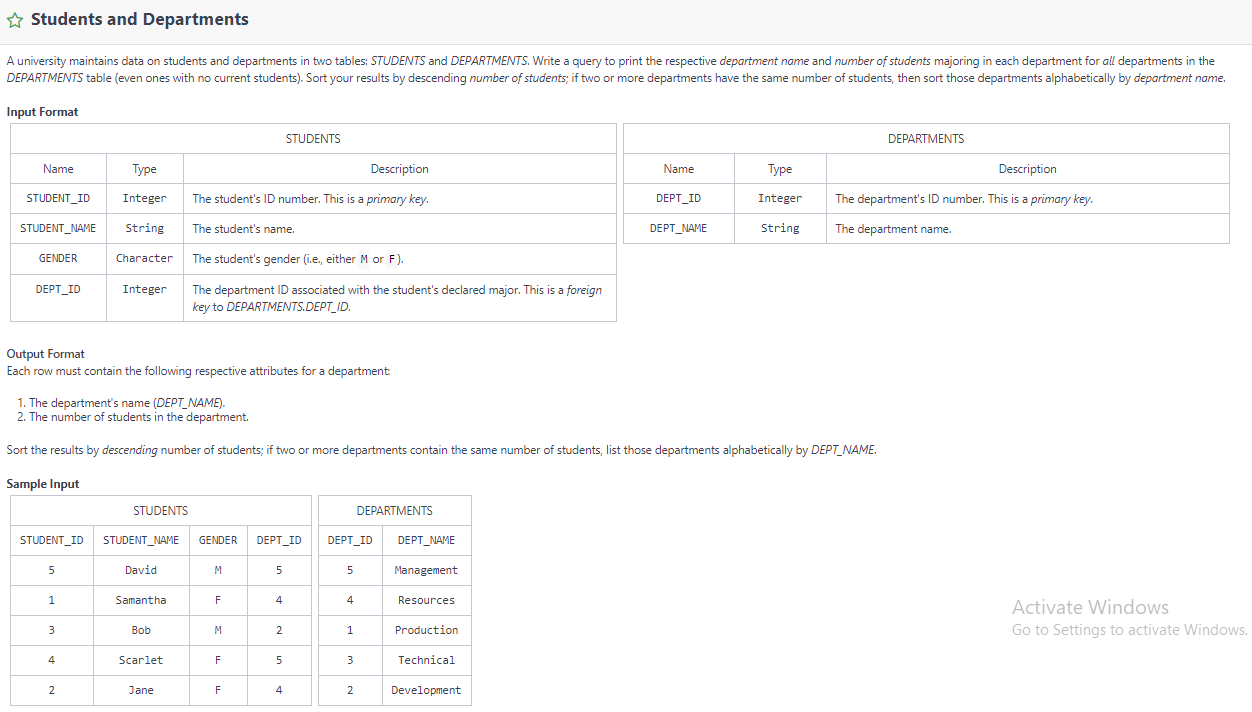 Students and Departments
A university maintains data on students and departments in two tables: STUDENTS and DEPARTMENTS. Write a query to print the respective department name and number of students majoring in each department for all departments in the
DEPARTMENTS table (even ones with no current students). Sort your results by descending number of students; if two or more departments have the same number of students, then sort those departments alphabetically by department name.
Input Format
STUDENTS
Name Type Description
STUDENT_ID Integer The student's ID number. This is a primary key.
STUDENT_NAME String The student's name.
GENDER Character The student's gender (i.e., either M or F).
DEPT_ID Integer The department ID associated with the student's declared major. This is a foreign
key to DEPARTMENTS.DEPT_ID.
DEPARTMENTS
Name Type Description
DEPT_ID Integer The department's ID number. This is a primary key.
DEPT_NAME String The department name.
Output Format
Each row must contain the following respective attributes for a department:
1. The department's name (DEPT_NAME).
2. The number of students in the department.
Sort the results by descending number of students; if two or more departments contain the same number of students, list those departments alphabetically by DEPT_NAME.
Sample Input
STUDENTS
STUDENT_ID STUDENT_NAME GENDER DEPT_ID
5 David M 5
1 Samantha F 4
3 Bob M 2
4 Scarlet F 5
2 Jane F 4
DEPARTMENTS
DEPT_ID DEPT_NAME
5 Management
4 Resources
1 Production
3 Technical
2 Development
Activate Windows
Go to Settings to activate Windows.